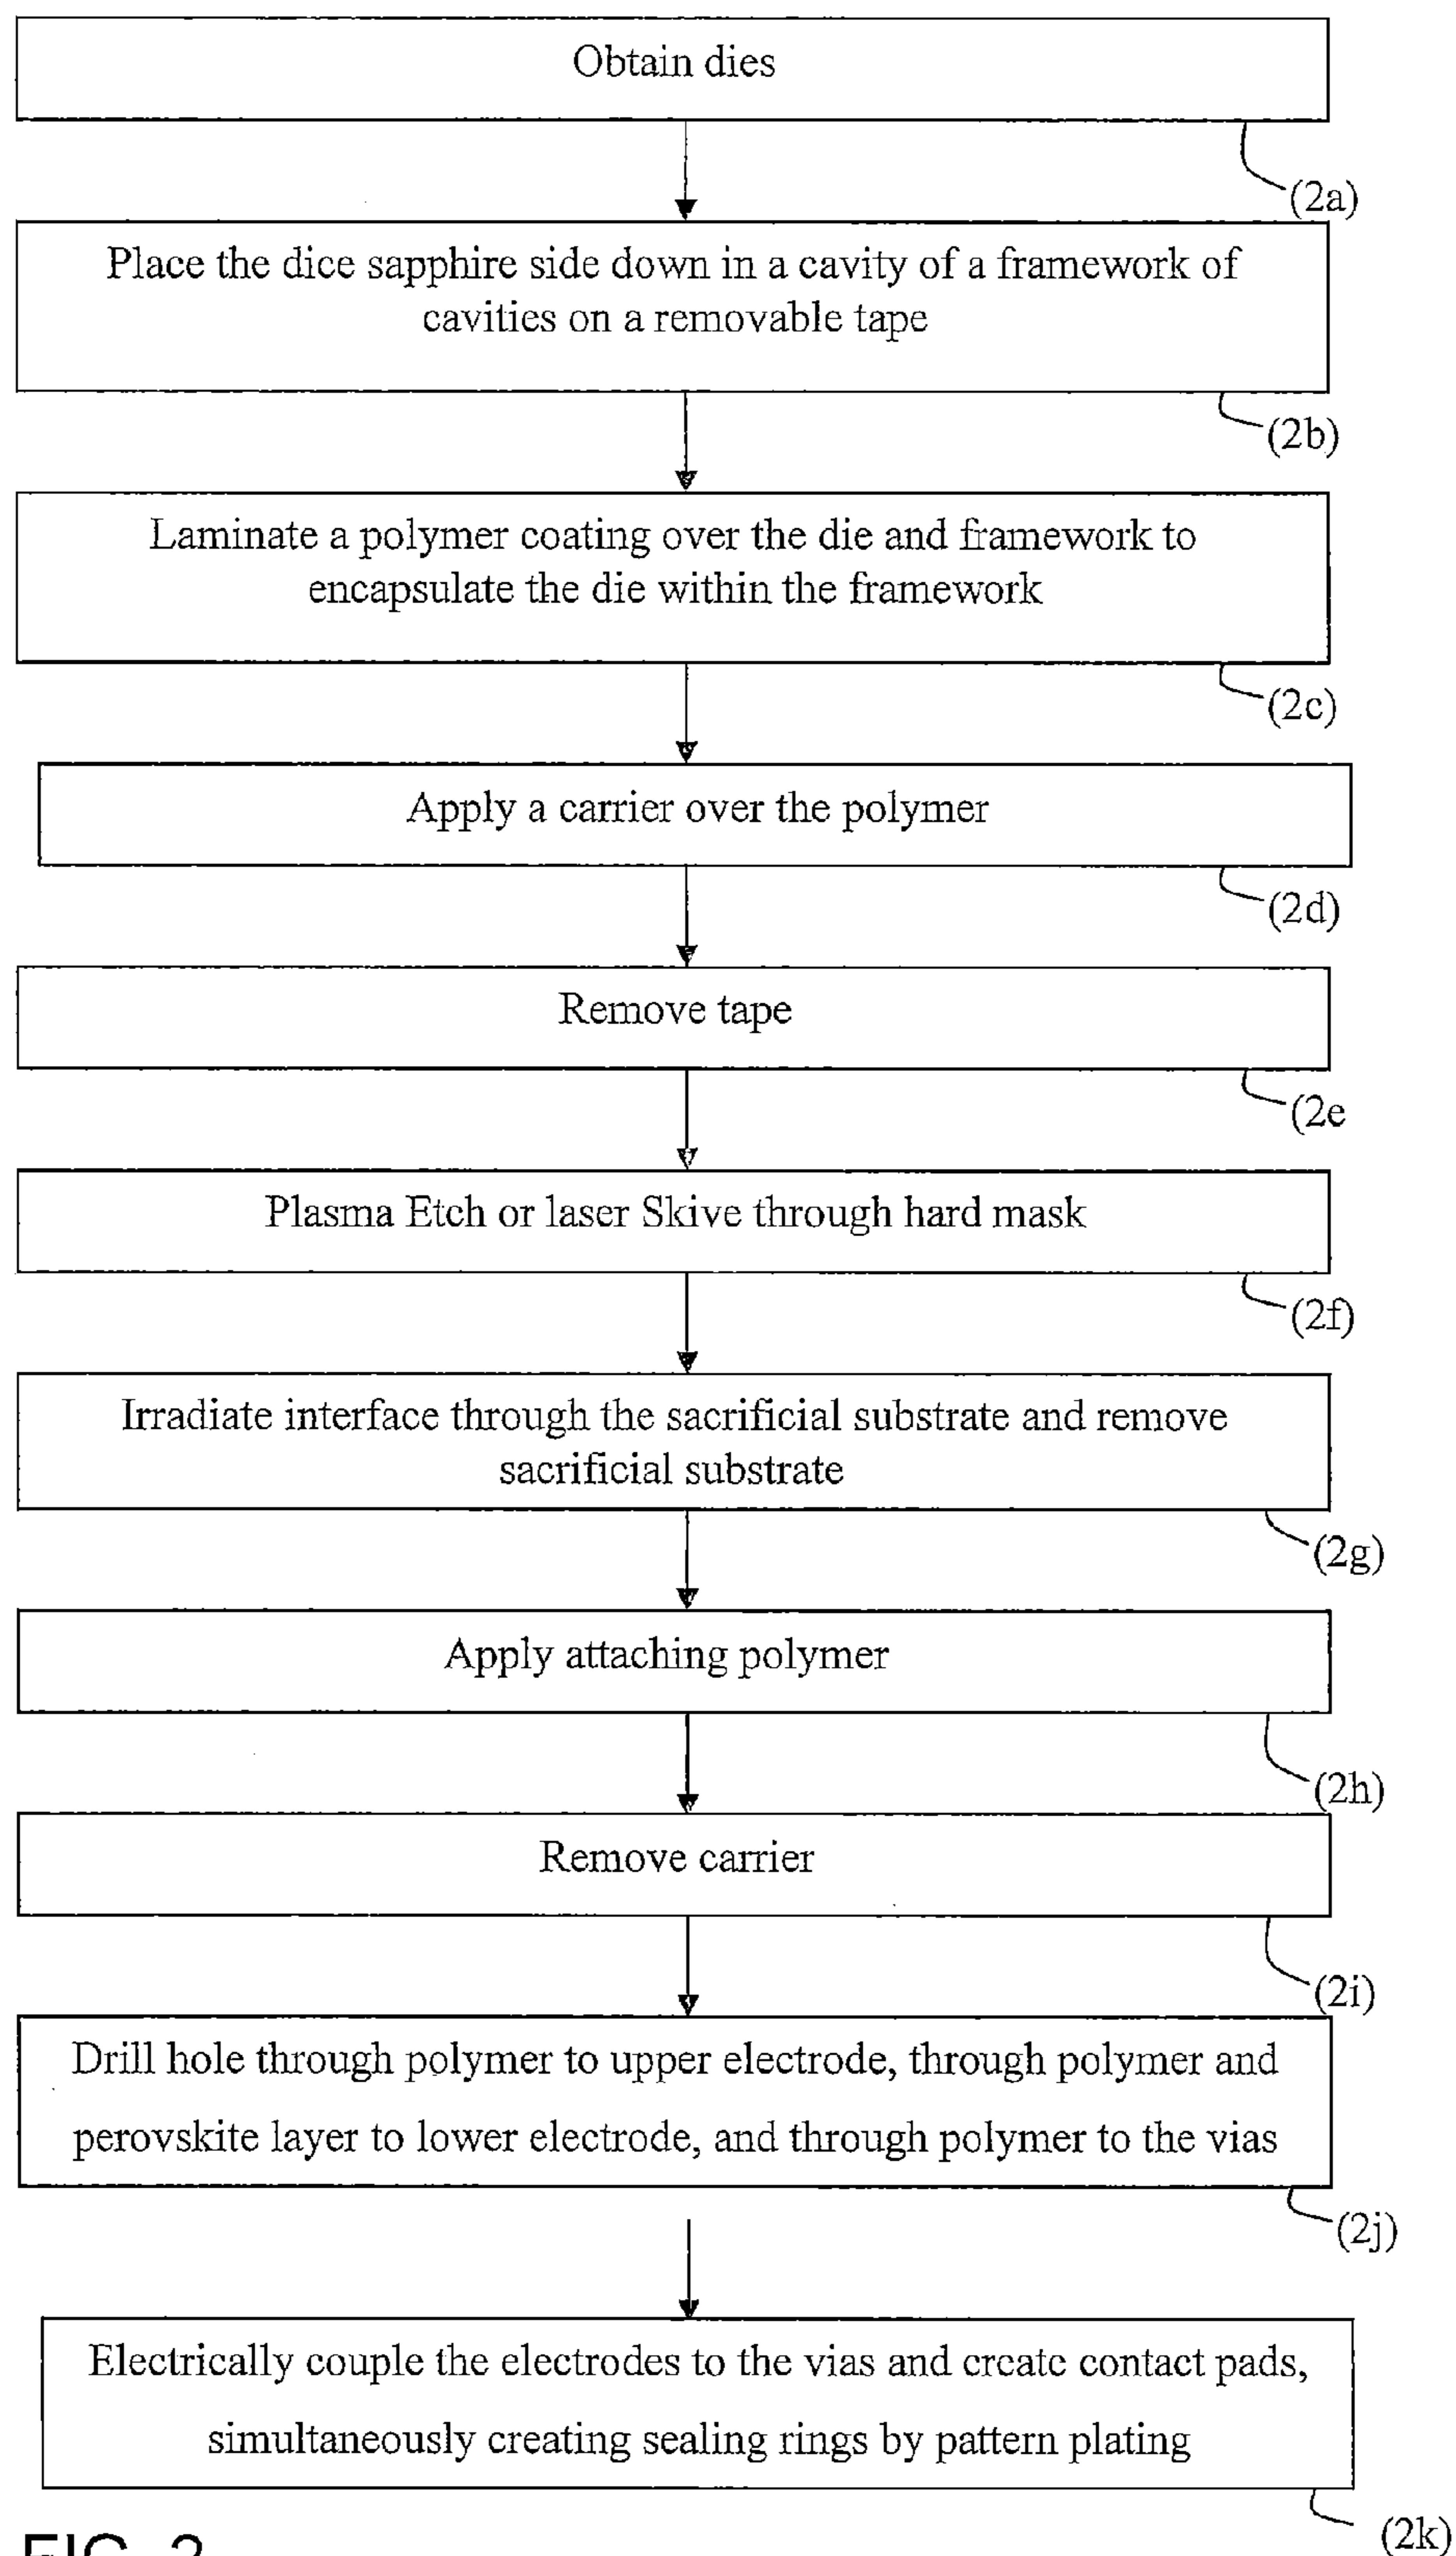 Obtain dies
(2a)
Place the dice sapphire side down in a cavity of a framework of
cavities on a removable tape
(2b)
Laminate a polymer coating over the die and framework to
encapsulate the die within the framework
(2c)
Apply a carrier over the polymer
(2d)
Remove tape
(2e
Plasma Etch or laser Skive through hard mask
(2f)
Irradiate interface through the sacrificial substrate and remove
sacrificial substrate
(2g)
Apply attaching polymer
(2h)
Remove carrier
(2i)
Drill hole through polymer to upper electrode, through polymer and
perovskite layer to lower electrode, and through polymer to the vias
(2j)
Electrically couple the electrodes to the vias and create contact pads,
simultaneously creating sealing rings by pattern plating
(2k)
FIG. 2